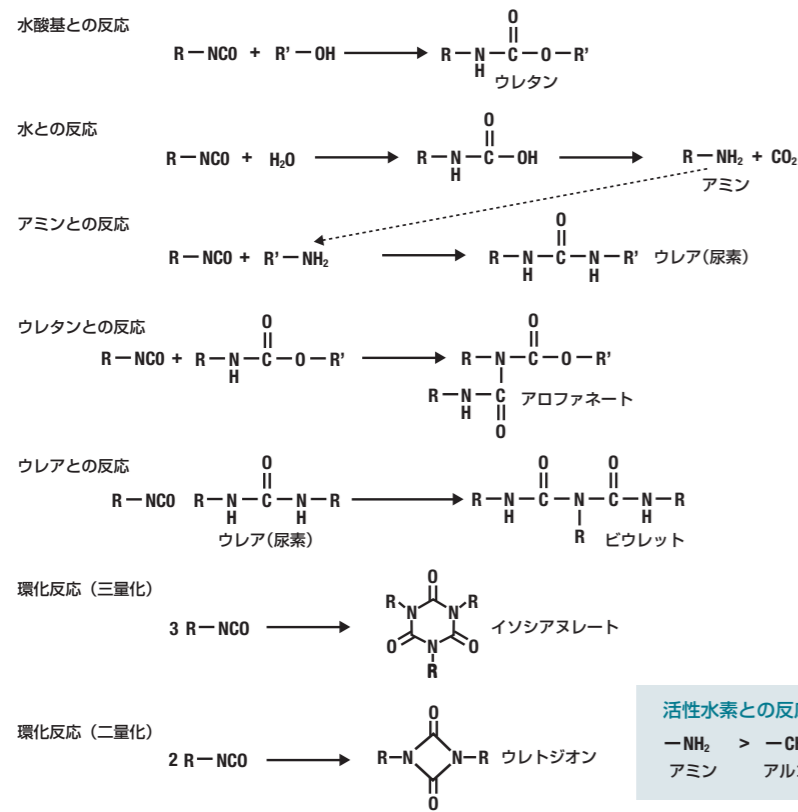 水酸基との反応
R－NCO + R'－OH → R－N－C－O－R'
O
H
ウレタン
水との反応
R－NCO + H₂O → R－N－C－OH → R－NH₂ + CO₂
O
H
アミン
アミンとの反応
R－NCO + R'－NH₂ → R－N－C－N－R' ウレア(尿素)
O
H H
ウレタンとの反応
R－NCO + R－N－C－O－R' → R－N－C－O－R'
O O
H
R－N－C アロファネート
H
O
ウレアとの反応
R－NCO R－N－C－N－R → R－N－C－N－C－N－R
O O O
H H H R H
ウレア(尿素) ビウレット
環化反応（三量化）
3 R－NCO → イソシアヌレート
O
R－N N－R
O N O
R
環化反応（二量化）
2 R－NCO → R－N N－R ウレトジオン
O
O
活性水素との反
－NH₂ > －C
アミン アル